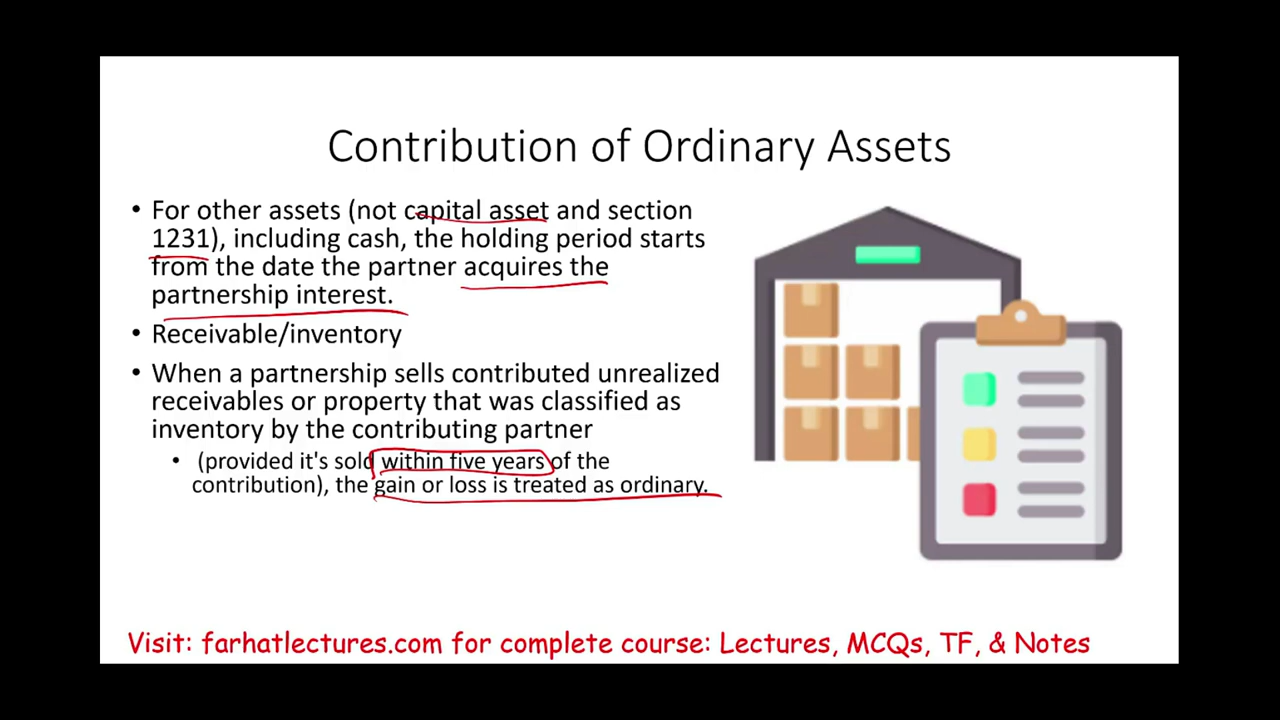 Contribution of Ordinary Assets
• For other assets (not capital asset and section
1231), including cash, the holding period starts
from the date the partner acquires the
partnership interest.
• Receivable/inventory
• When a partnership sells contributed unrealized
receivables or property that was classified as
inventory by the contributing partner
• (provided it's sold within five years of the
contribution), the gain or loss is treated as ordinary.
Visit: farhatlectures.com for complete course: Lectures, MCQs, TF, & Notes